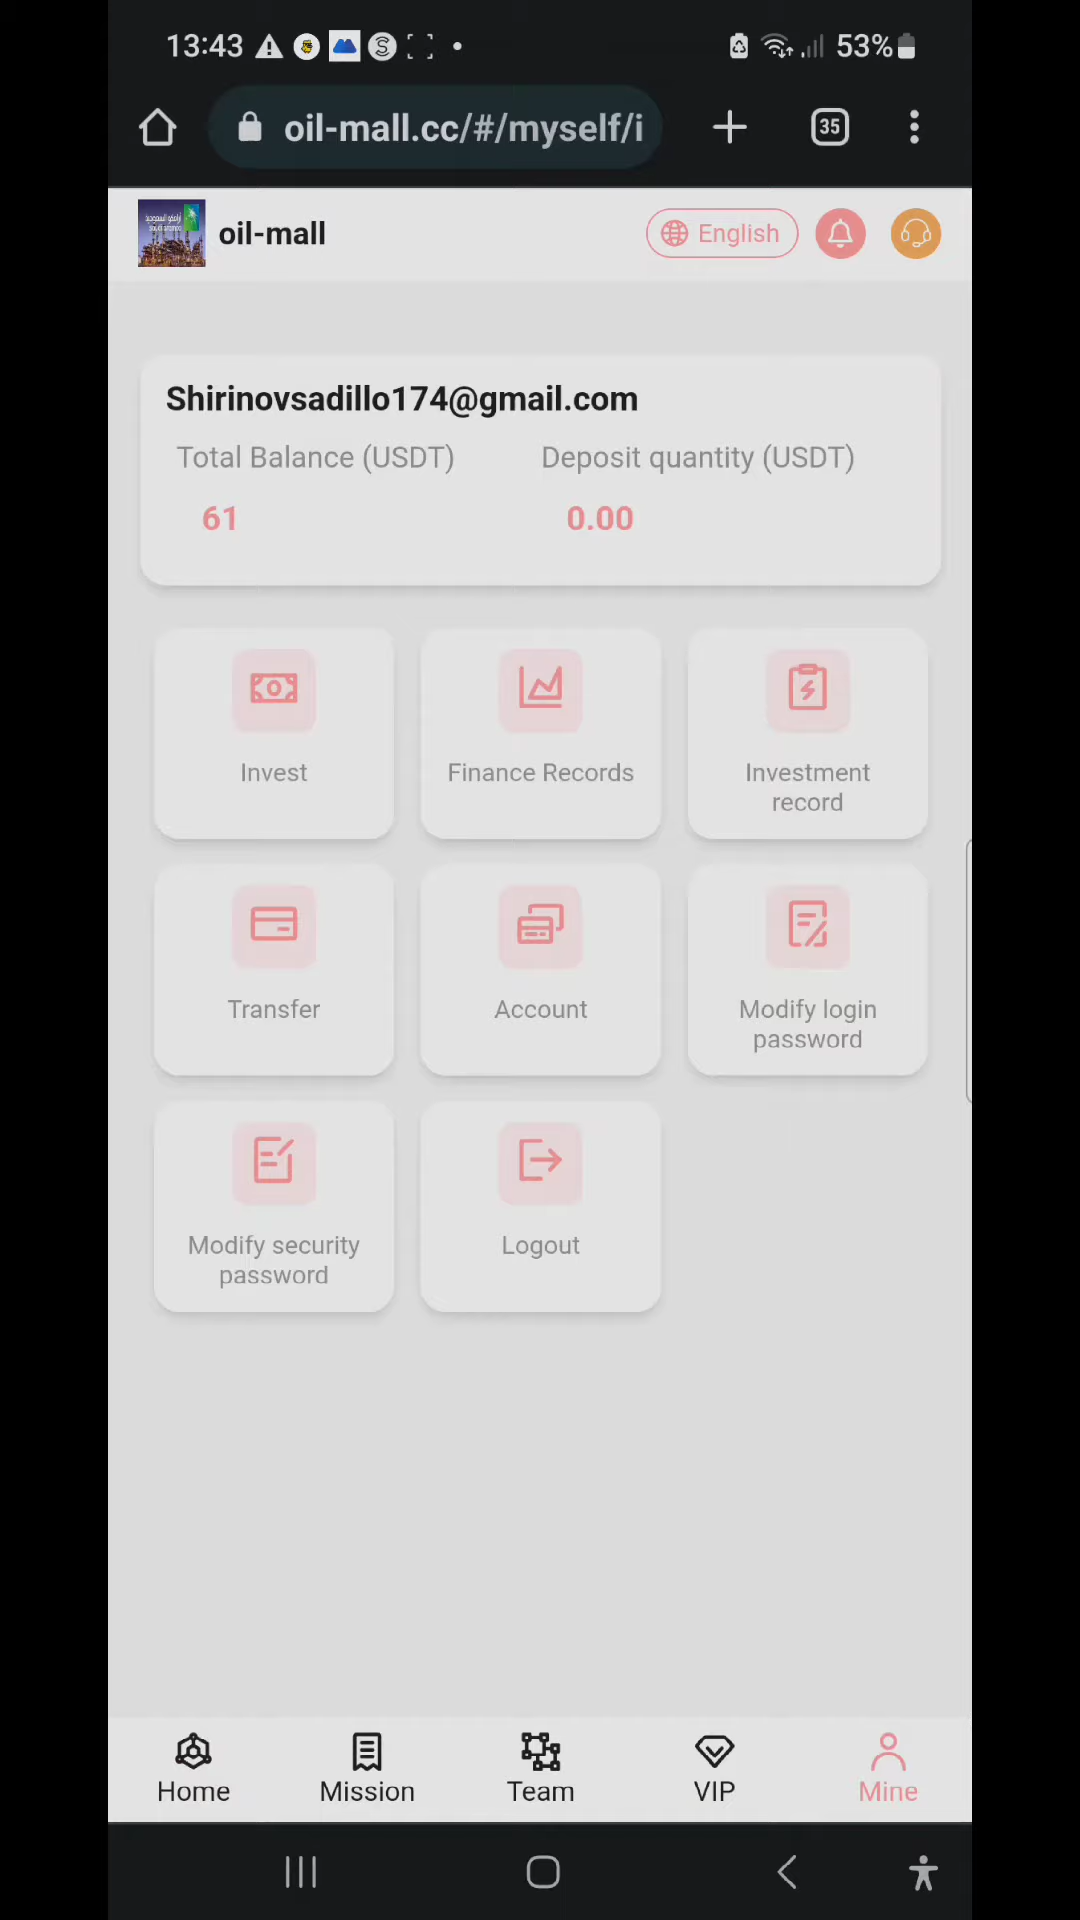 13:43
53%
oil-mall.cc/#/myself/i
35
oil-mall
English
Shirinovsadillo174@gmail.com
Total Balance (USDT)
Deposit quantity (USDT)
61
0.00
Invest
Finance Records
Investment
record
Transfer
Account
Modify login
password
Modify security
password
Logout
Home
Mission
Team
VIP
Mine